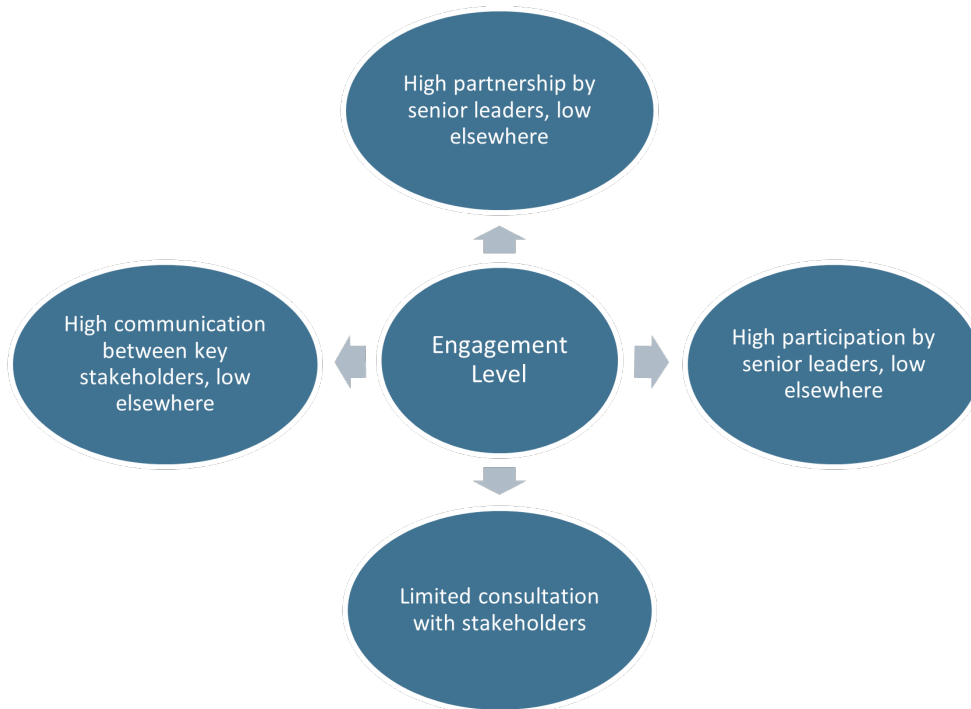 High partnership by
senior leaders, low
elsewhere
High communication
between key
stakeholders, low
elsewhere
Engagement
Level
High participation by
senior leaders, low
elsewhere
Limited consultation
with stakeholders